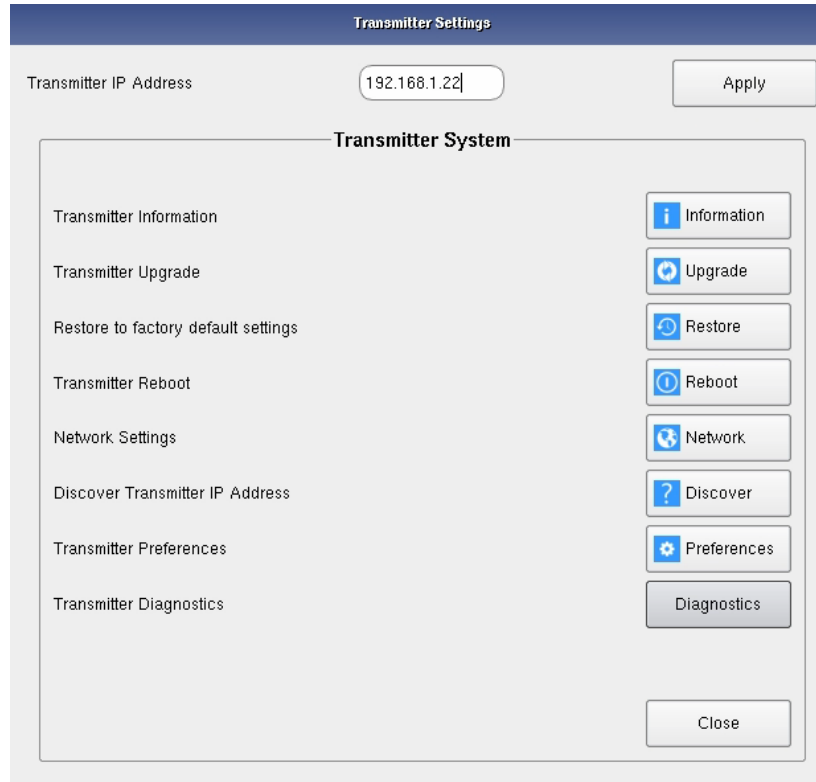 Transmitter Settings
Transmitter IP Address 192.168.1.22 Apply
Transmitter System
Transmitter Information Information
Transmitter Upgrade Upgrade
Restore to factory default settings Restore
Transmitter Reboot Reboot
Network Settings Network
Discover Transmitter IP Address Discover
Transmitter Preferences Preferences
Transmitter Diagnostics Diagnostics
Close